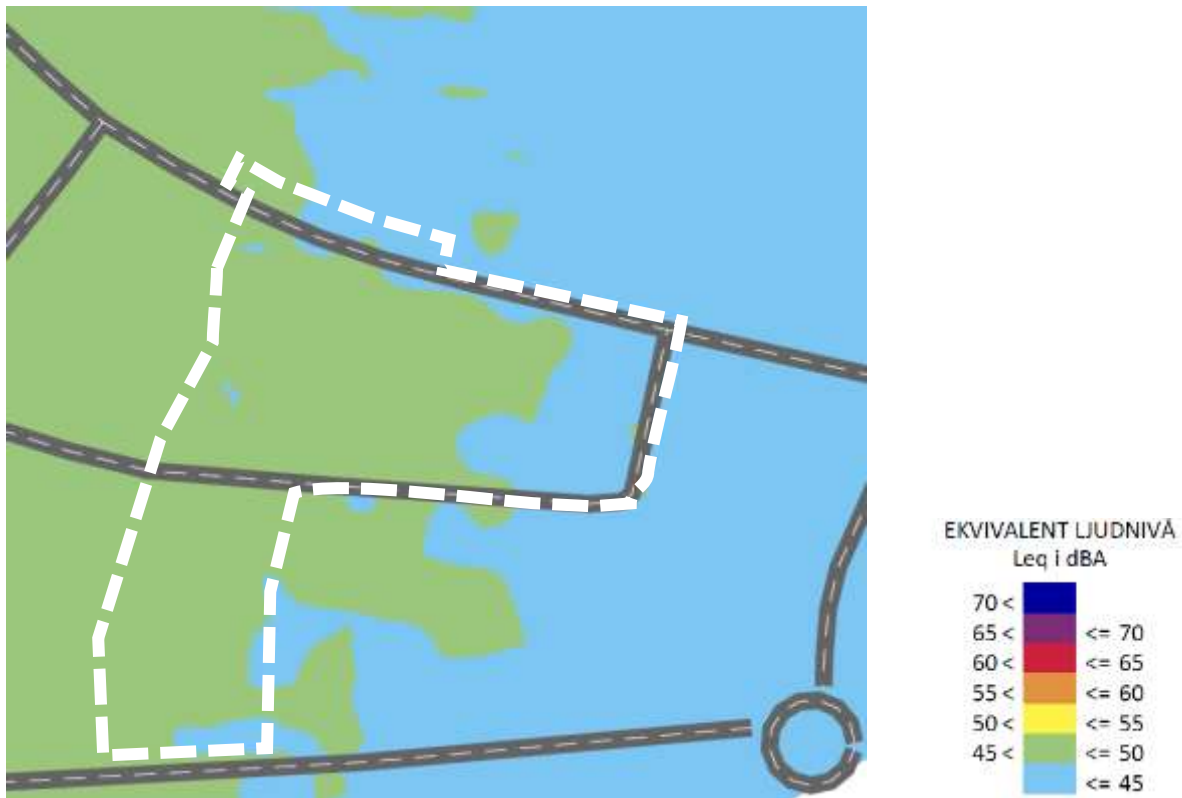 EKVIVALENT LJUDNIVÅ
Leq i dBA
70 <
65 < <= 70
60 < <= 65
55 < <= 60
50 < <= 55
45 < <= 50
<= 45